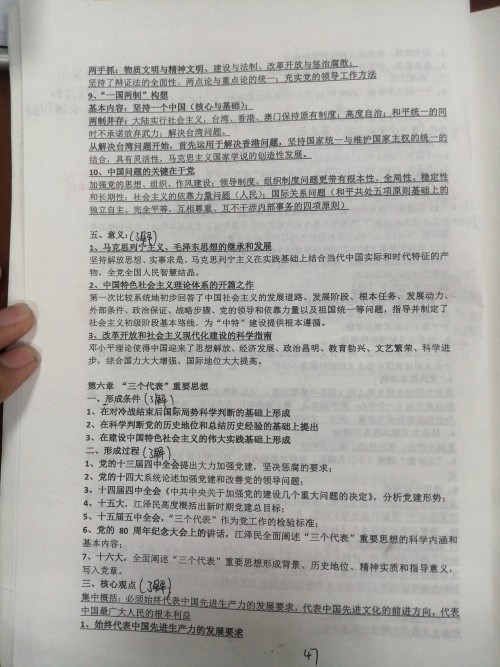 两手抓：物质文明与精神文明、建设与法制、改革开放与惩治腐败；
坚持了辩证法的全面性、两点论与重点论的统一；充实党的领导工作方法
9、“一国两制”构想
基本内容：坚持一个中国（核心与基础）；
两制并存：大陆实行社会主义，台湾、香港、澳门保持原有制度；高度自治；和平统一的同
时不承诺放弃武力；解决台湾问题。
从解决台湾问题开始，首先运用于解决香港问题，坚持国家统一与维护国家主权的统一的
结合，具有灵活性，马克思主义国家学说的创造性发展。
10、中国问题的关键在于党
加强党的思想、组织、作风建设；领导制度、组织制度问题更带有根本性、全局性、稳定性
和长期性；社会主义的依靠力量问题（人民）；国际关系问题（和平共处五项原则基础上的
独立自主、完全平等、互相尊重、互不干涉内部事务的四项原则）
五、意义：（了解）
1、马克思列宁主义、毛泽东思想的继承和发展
坚持解放思想、实事求是，马克思列宁主义在实践基础上结合当代中国实际和时代特征的产
物，全党全国人民智慧结晶。
2、中国特色社会主义理论体系的开篇之作
第一次比较系统地初步回答了中国社会主义的发展道路、发展阶段、根本任务、发展动力、
外部条件、政治保证、战略步骤、党的领导和依靠力量以及祖国统一等问题，指导并制定了
社会主义初级阶段基本路线，为“中特”建设提供根本遵循。
3、改革开放和社会主义现代化建设的科学指南
邓小平理论使得中国迎来了思想解放、经济发展、政治昌明、教育勃兴、文艺繁荣、科学进
步，综合国力大大增强、国际地位大大提高。
第六章 “三个代表”重要思想
一、形成条件（了解）
1、在对冷战结束后国际局势科学判断的基础上形成
2、在科学判断党的历史地位和总结历史经验的基础上提出
3、在建设中国特色社会主义的伟大实践基础上形成
二、形成过程（了解）
1、党的十三届四中全会提出大力加强党建，坚决惩腐的要求；
2、党的十四大系统论述加强党建和改善党的领导问题；
3、十四届四中全会《中共中央关于加强党的建设几个重大问题的决定》，分析党建形势；
4、十五大，江泽民高度概括出新时期党建总目标；
5、十五届五中全会，“三个代表”作为党工作的检验标准；
6、党的 80 周年纪念大会上的讲话，江泽民全面阐述“三个代表”重要思想的科学内涵和
基本内容；
7、十六大，全面阐述“三个代表”重要思想形成背景、历史地位、精神实质和指导意义，
写入党章。
三、核心观点（了解）
集中概括：必须始终代表中国先进生产力的发展要求，代表中国先进文化的前进方向，代表
中国最广大人民的根本利益
1、始终代表中国先进生产力的发展要求
47